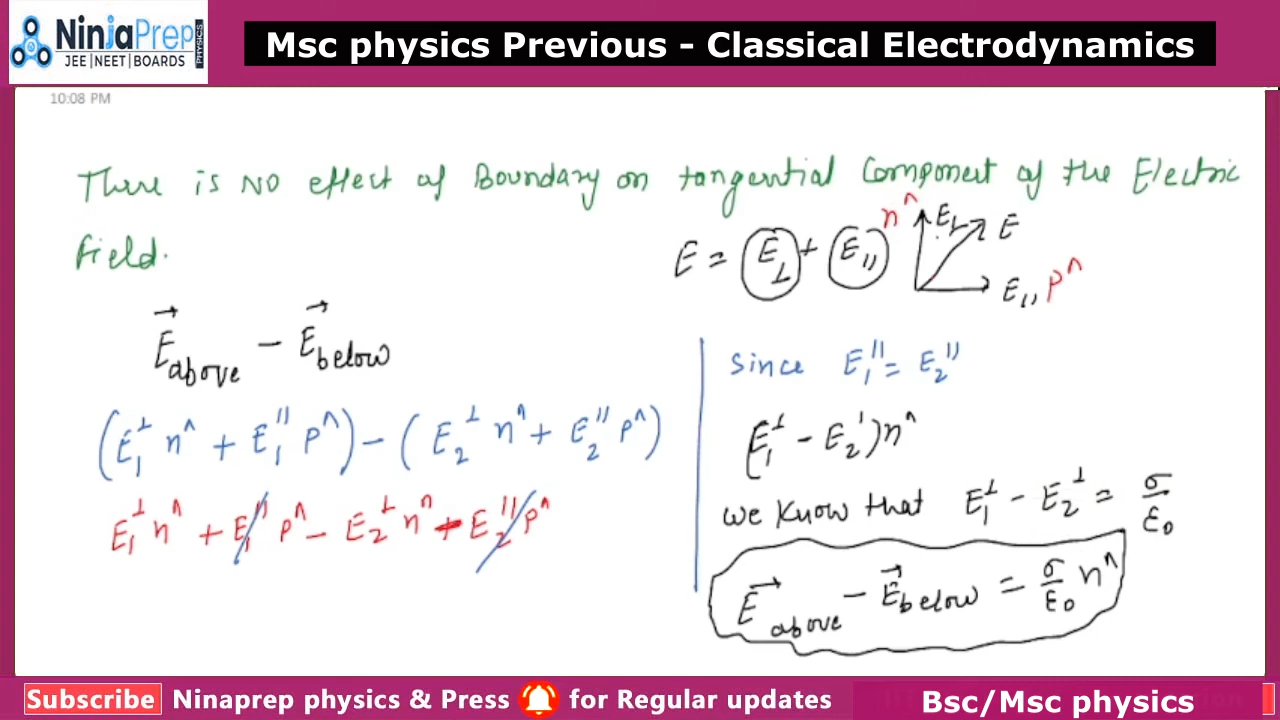 NinjaPrep
JEE|NEET|BOARDS
PHYSICS
Msc physics Previous - Classical Electrodynamics
10:08 PM
There is NO effect of Boundary on tangential Component of the Electric
field.
E = E⊥ + E||
n^ E⊥ E
E|| p^
E⃗above − E⃗below
(E₁⊥ n^ + E₁|| p^) − (E₂⊥ n^ + E₂|| p^)
E₁⊥ n^ + E₁|| p^ − E₂⊥ n^ − E₂|| p^
Since E₁|| = E₂||
(E₁⊥ − E₂⊥) n^
we know that E₁⊥ − E₂⊥ = σ/ε₀
E⃗above − E⃗below = σ/ε₀ n^
Subscribe Ninaprep physics & Press for Regular updates
Bsc/Msc physics